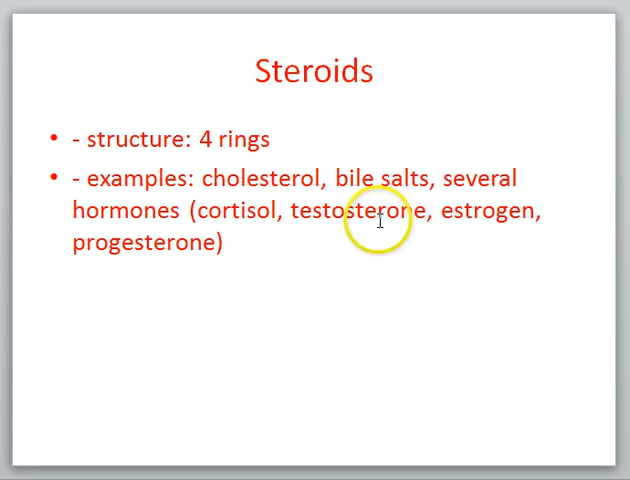 Steroids
• - structure: 4 rings
• - examples: cholesterol, bile salts, several
hormones (cortisol, testosterone, estrogen,
progesterone)